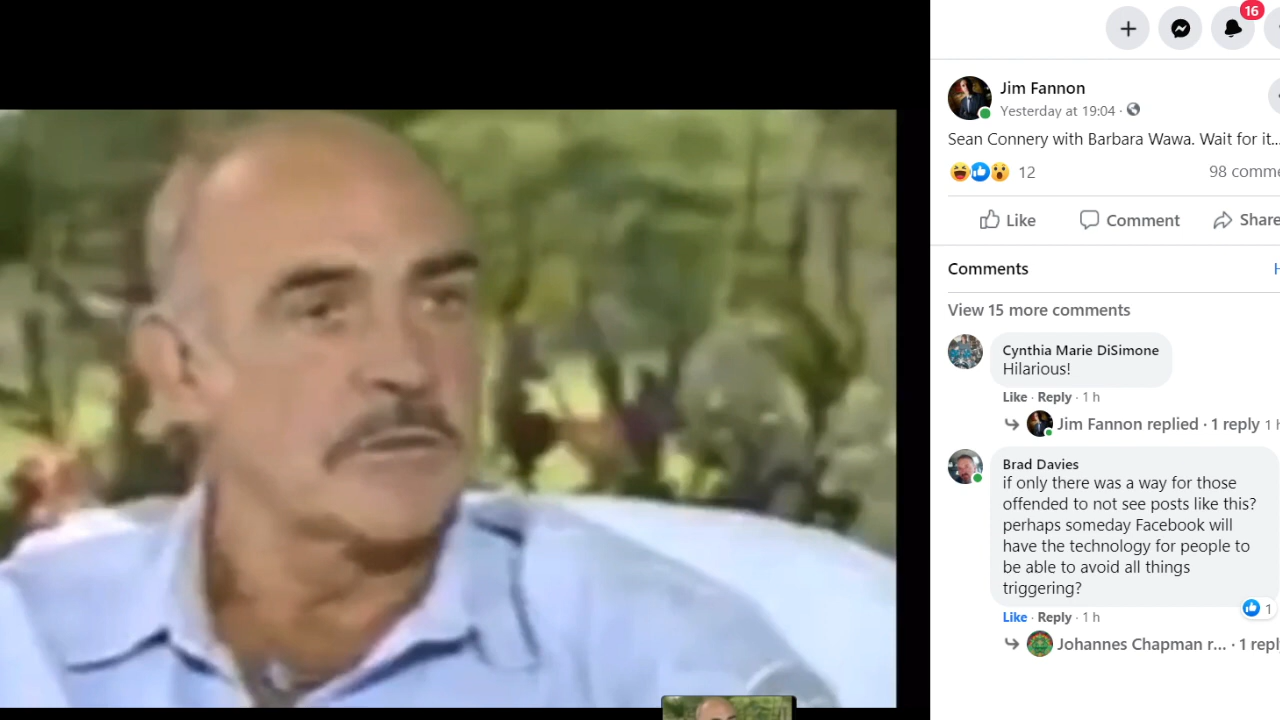 16
Jim Fannon
Yesterday at 19:04 ·
Sean Connery with Barbara Wawa. Wait for it...
12
98 comme
Like
Comment
Share
Comments
View 15 more comments
Cynthia Marie DiSimone
Hilarious!
Like · Reply · 1 h
Jim Fannon replied · 1 reply 1 h
Brad Davies
if only there was a way for those
offended to not see posts like this?
perhaps someday Facebook will
have the technology for people to
be able to avoid all things
triggering?
1
Like · Reply · 1 h
Johannes Chapman r... · 1 repl